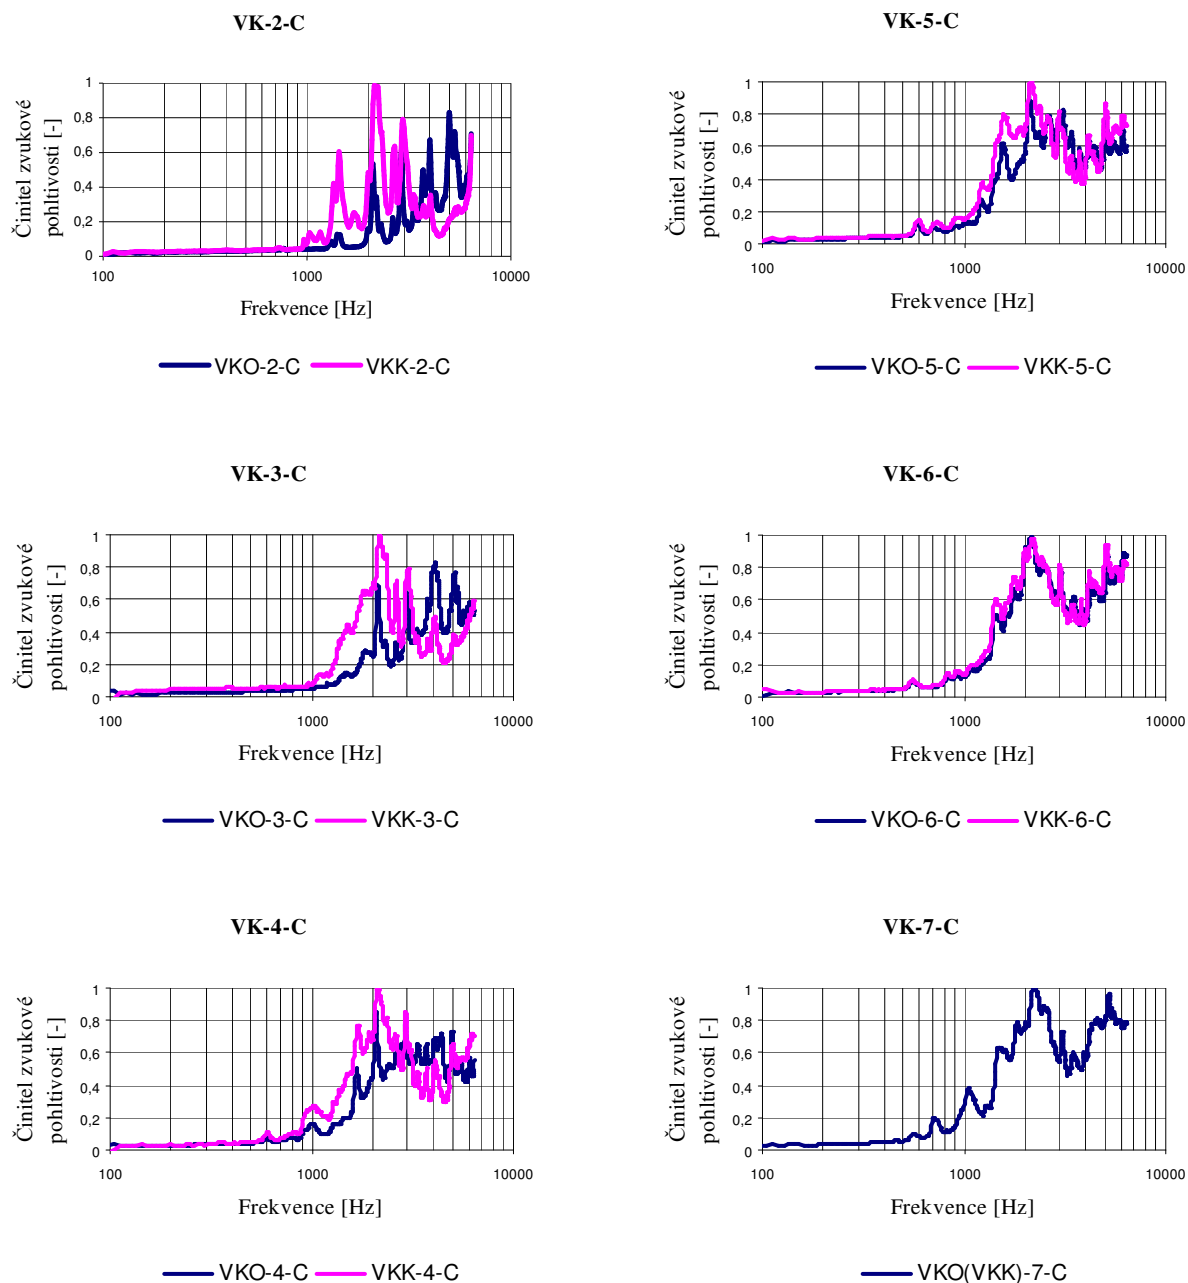 VK-2-C
Činitel zvukové
pohltivosti [-]
1
0,8
0,6
0,4
0,2
0
100
1000
10000
Frekvence [Hz]
VKO-2-C
VKK-2-C
VK-5-C
Činitel zvukové
pohltivosti [-]
1
0,8
0,6
0,4
0,2
0
100
1000
10000
Frekvence [Hz]
VKO-5-C
VKK-5-C
VK-3-C
Činitel zvukové
pohltivosti [-]
1
0,8
0,6
0,4
0,2
0
100
1000
10000
Frekvence [Hz]
VKO-3-C
VKK-3-C
VK-6-C
Činitel zvukové
pohltivosti [-]
1
0,8
0,6
0,4
0,2
0
100
1000
10000
Frekvence [Hz]
VKO-6-C
VKK-6-C
VK-4-C
Činitel zvukové
pohltivosti [-]
1
0,8
0,6
0,4
0,2
0
100
1000
10000
Frekvence [Hz]
VKO-4-C
VKK-4-C
VK-7-C
Činitel zvukové
pohltivosti [-]
1
0,8
0,6
0,4
0,2
0
100
1000
10000
Frekvence [Hz]
VKO(VKK)-7-C